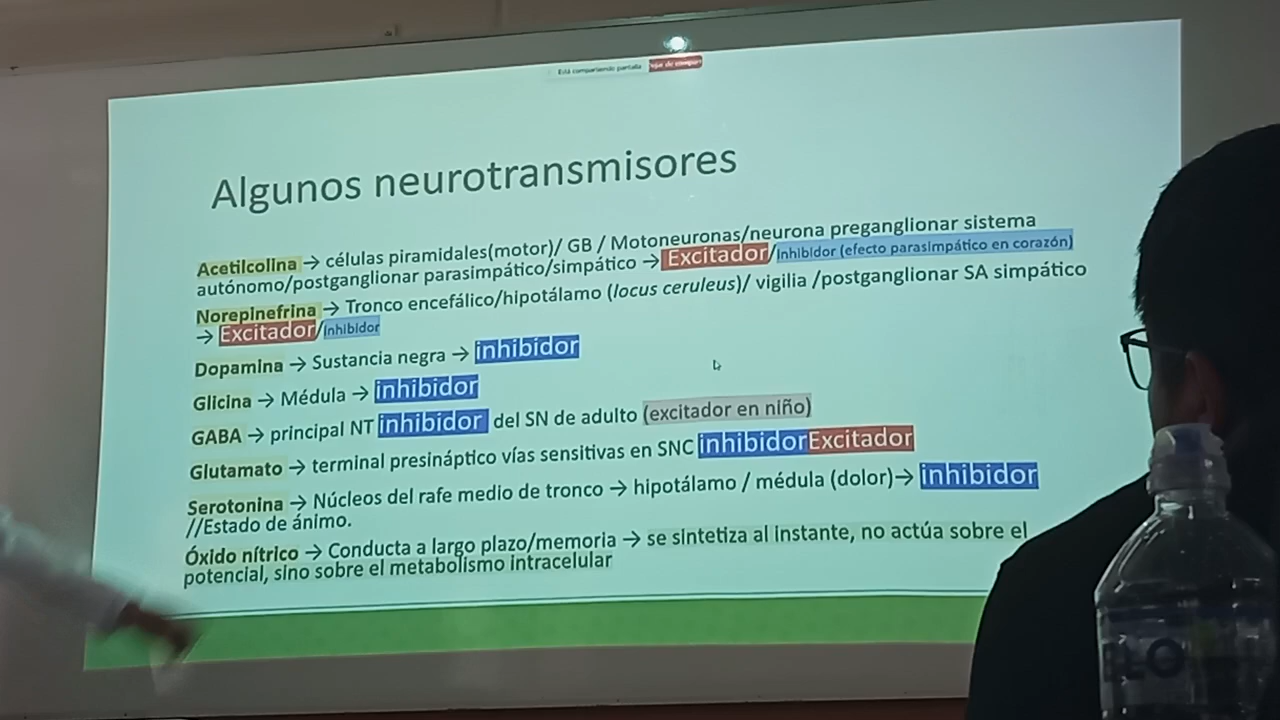 Está compartiendo pantalla
Algunos neurotransmisores
Acetilcolina → células piramidales(motor)/ GB / Motoneuronas/neurona preganglionar sistema
autónomo/postganglionar parasimpático/simpático → Excitador/Inhibidor (efecto parasimpático en corazón)
Norepinefrina → Tronco encefálico/hipotálamo (locus ceruleus)/ vigilia /postganglionar SA simpático
→ Excitador/Inhibidor
Dopamina → Sustancia negra → inhibidor
Glicina → Médula → inhibidor
GABA → principal NT inhibidor del SN de adulto (excitador en niño)
Glutamato → terminal presináptico vías sensitivas en SNC inhibidorExcitador
Serotonina → Núcleos del rafe medio de tronco → hipotálamo / médula (dolor)→ inhibidor
//Estado de ánimo.
Óxido nítrico → Conducta a largo plazo/memoria → se sintetiza al instante, no actúa sobre el
potencial, sino sobre el metabolismo intracelular